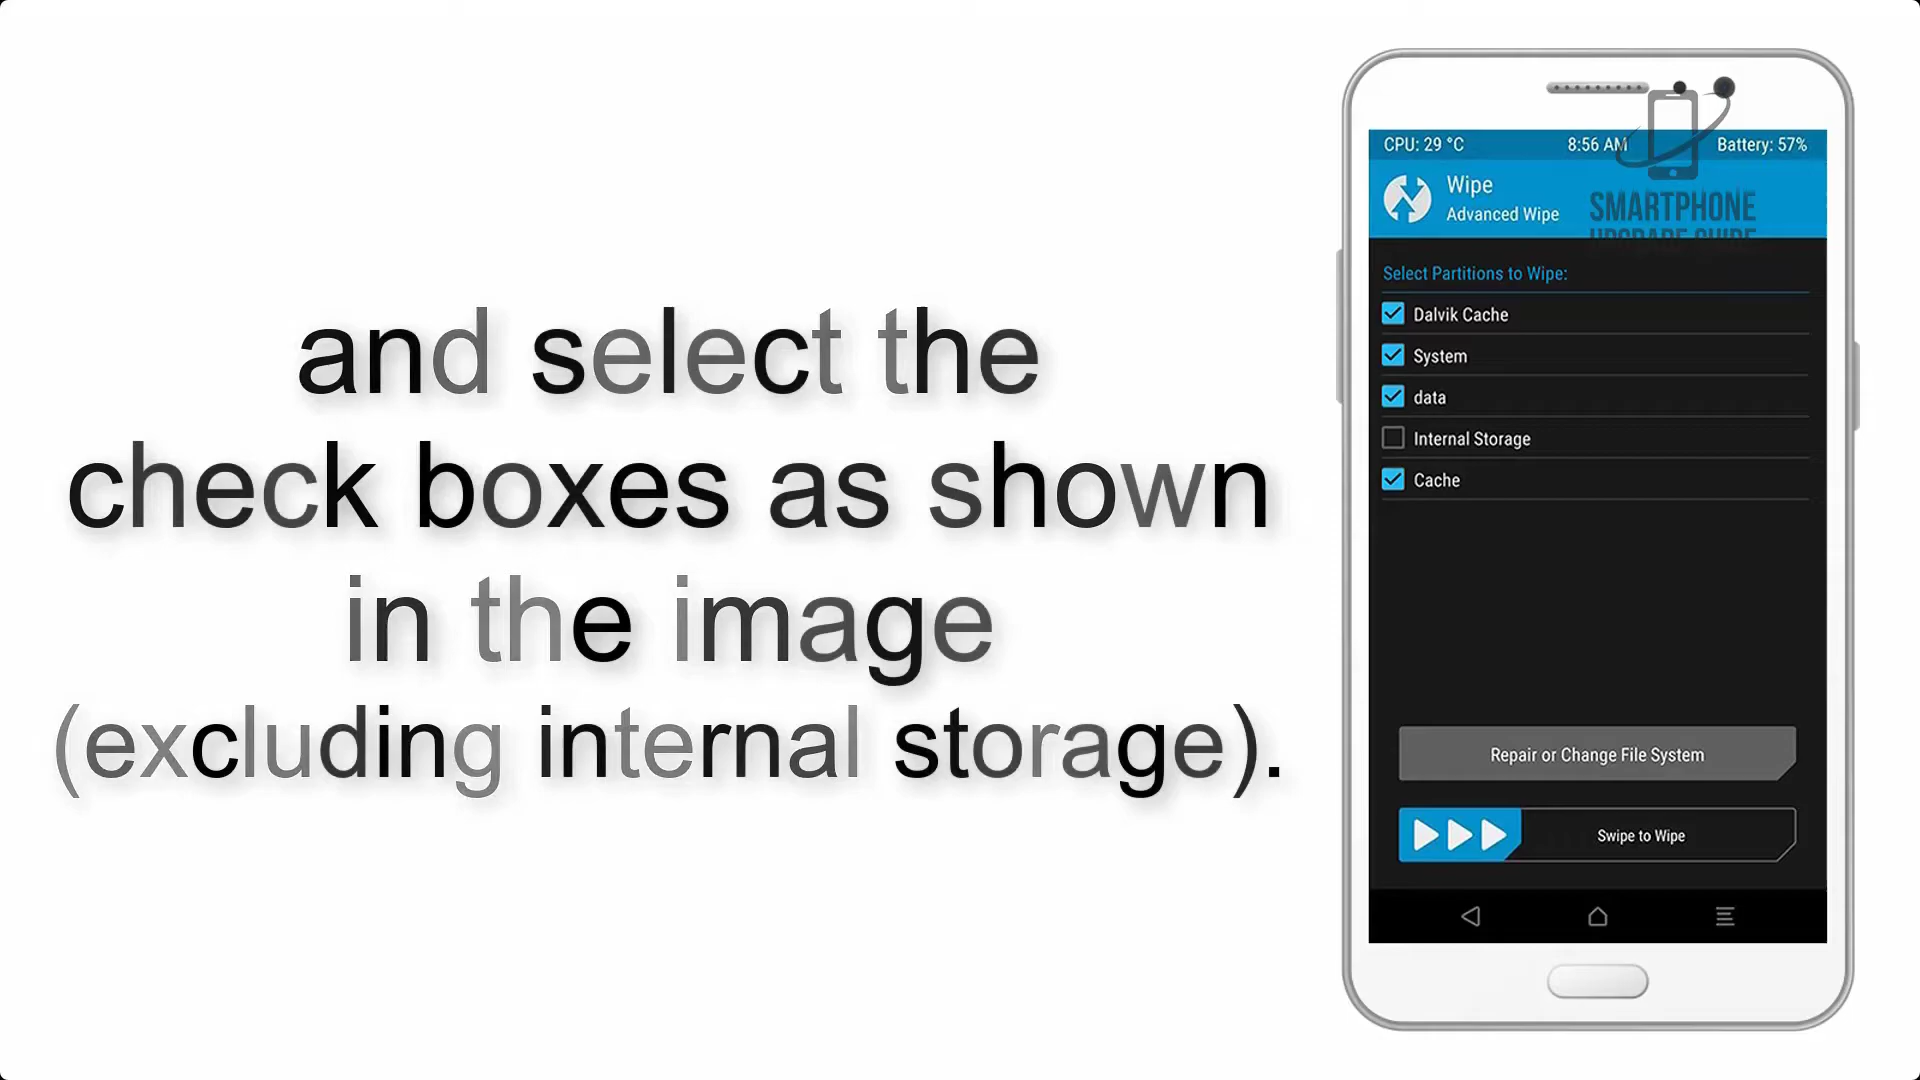 and select the
check boxes as shown
in the image
(excluding internal storage).
CPU: 29 °C 8:56 AM Battery: 57%
Wipe
Advanced Wipe
SMARTPHONE
UPGRADE GUIDE
Select Partitions to Wipe:
Dalvik Cache
System
data
Internal Storage
Cache
Repair or Change File System
Swipe to Wipe